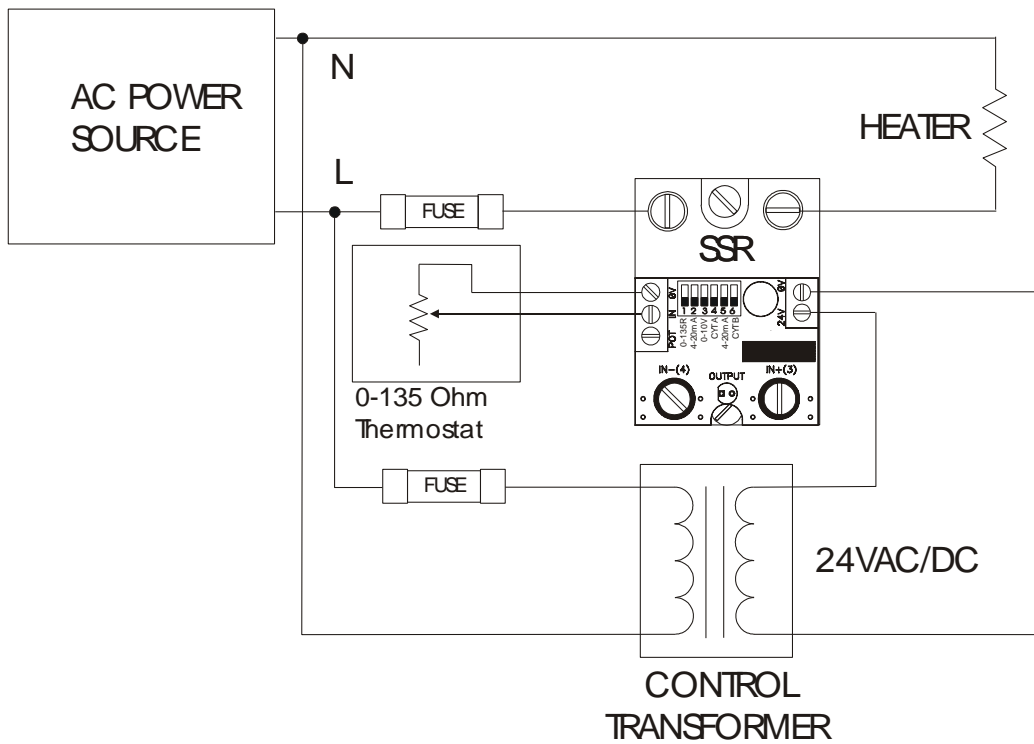 AC POWER
SOURCE
N
L
HEATER
FUSE
SSR
0V
IN
POT
1 2 3 4 5 6
0-135R
4-20mA
0-10V
CYT A
4-20mA
CYT B
0V
24V
IN-(4)
OUTPUT
IN+(3)
0-135 Ohm
Thermostat
FUSE
24VAC/DC
CONTROL
TRANSFORMER